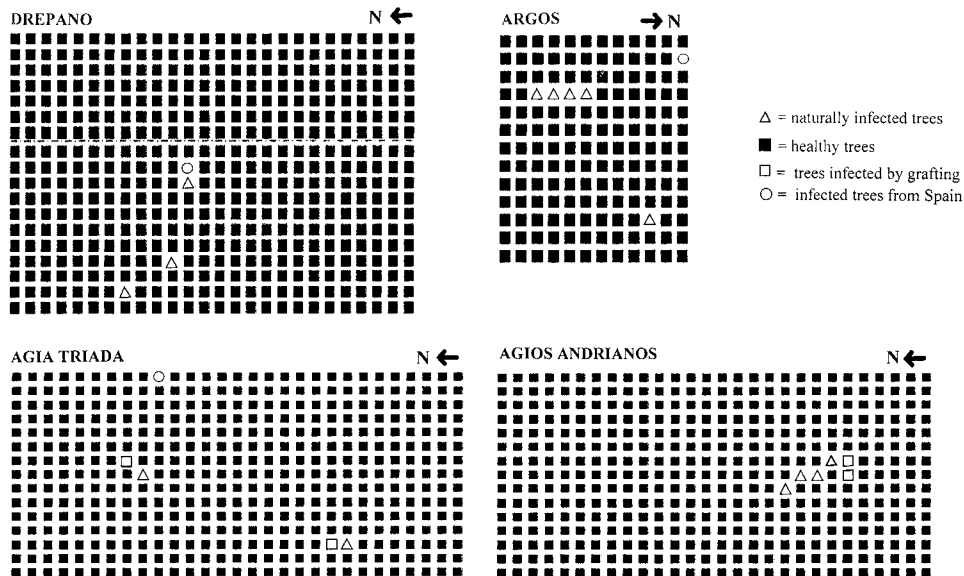 DREPANO N
ARGOS N
△ = naturally infected trees
■ = healthy trees
□ = trees infected by grafting
○ = infected trees from Spain
AGIA TRIADA N
AGIOS ANDRIANOS N